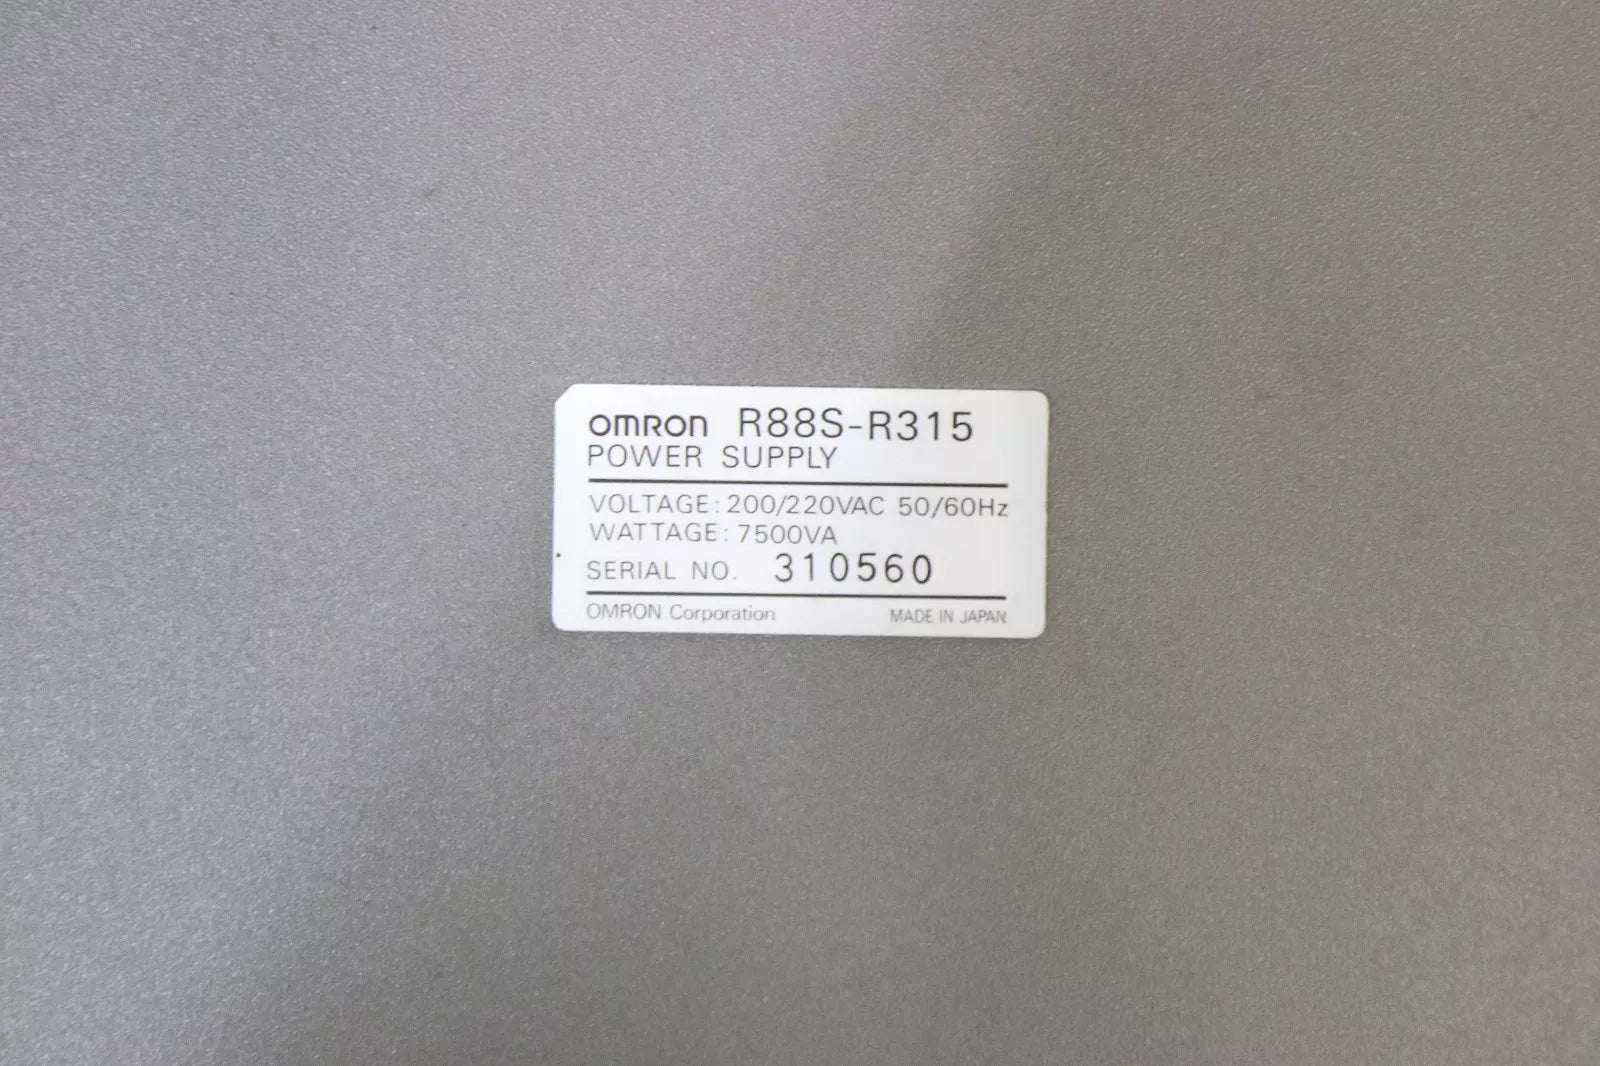 OMRON R88S-R315
POWER SUPPLY
VOLTAGE: 200/220VAC 50/60Hz
WATTAGE: 7500VA
SERIAL NO. 310560
OMRON Corporation MADE IN JAPAN